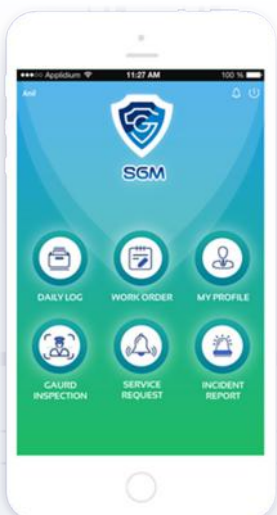 Applidium 11:27 AM 100 %
Anil
SGM
DAILY LOG WORK ORDER MY PROFILE
GAURD SERVICE INCIDENT
INSPECTION REQUEST REPORT